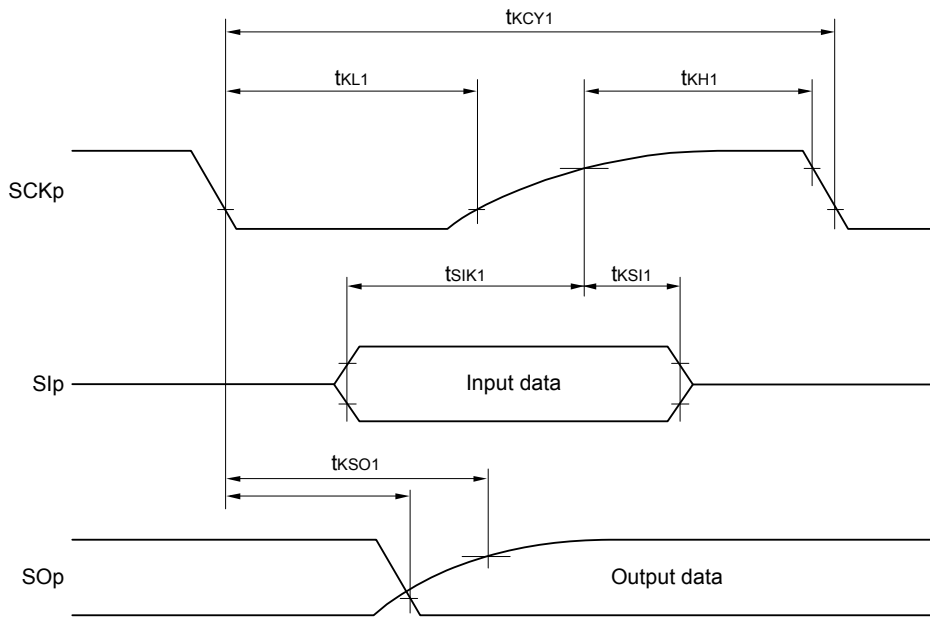 tKCY1
tKL1
tKH1
SCKp
tSIK1
tKSI1
SIp
Input data
tKSO1
SOp
Output data